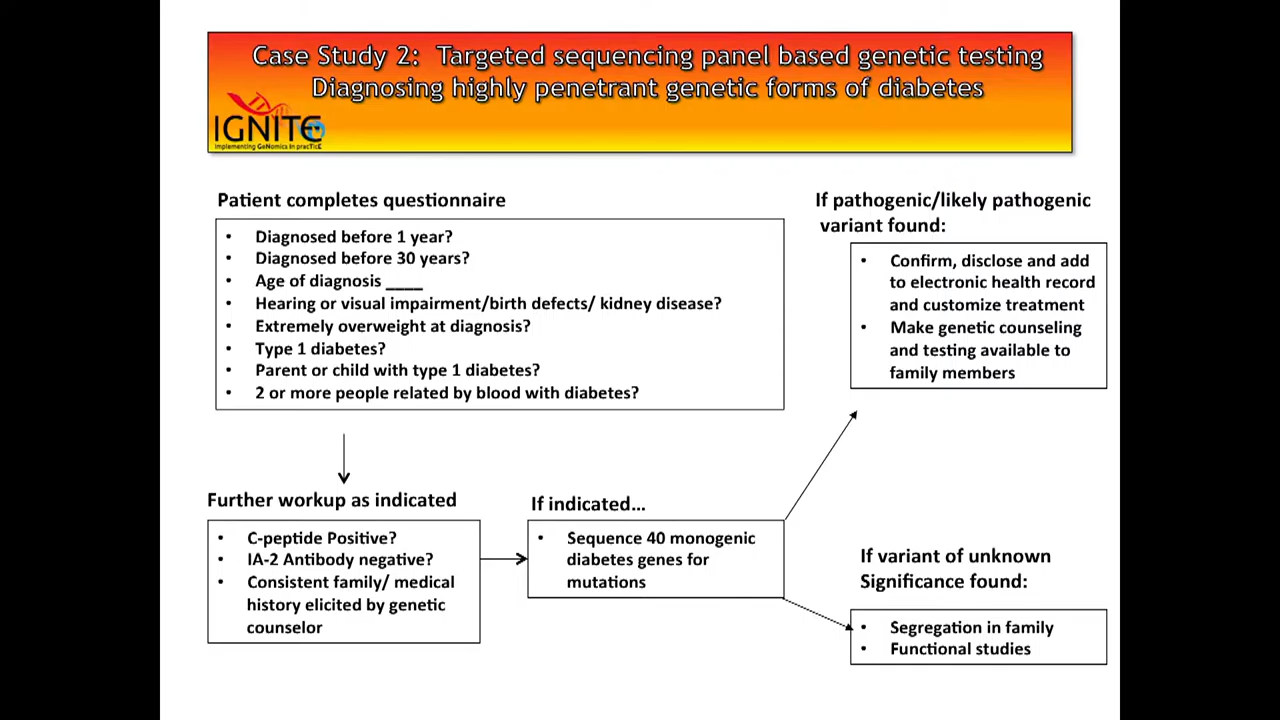 Case Study 2: Targeted sequencing panel based genetic testing
Diagnosing highly penetrant genetic forms of diabetes
IGNITE
Implementing GeNomics In pracTicE
Patient completes questionnaire
• Diagnosed before 1 year?
• Diagnosed before 30 years?
• Age of diagnosis ____
• Hearing or visual impairment/birth defects/ kidney disease?
• Extremely overweight at diagnosis?
• Type 1 diabetes?
• Parent or child with type 1 diabetes?
• 2 or more people related by blood with diabetes?
Further workup as indicated
• C-peptide Positive?
• IA-2 Antibody negative?
• Consistent family/ medical
history elicited by genetic
counselor
If indicated...
• Sequence 40 monogenic
diabetes genes for
mutations
If pathogenic/likely pathogenic
variant found:
• Confirm, disclose and add
to electronic health record
and customize treatment
• Make genetic counseling
and testing available to
family members
If variant of unknown
Significance found:
• Segregation in family
• Functional studies